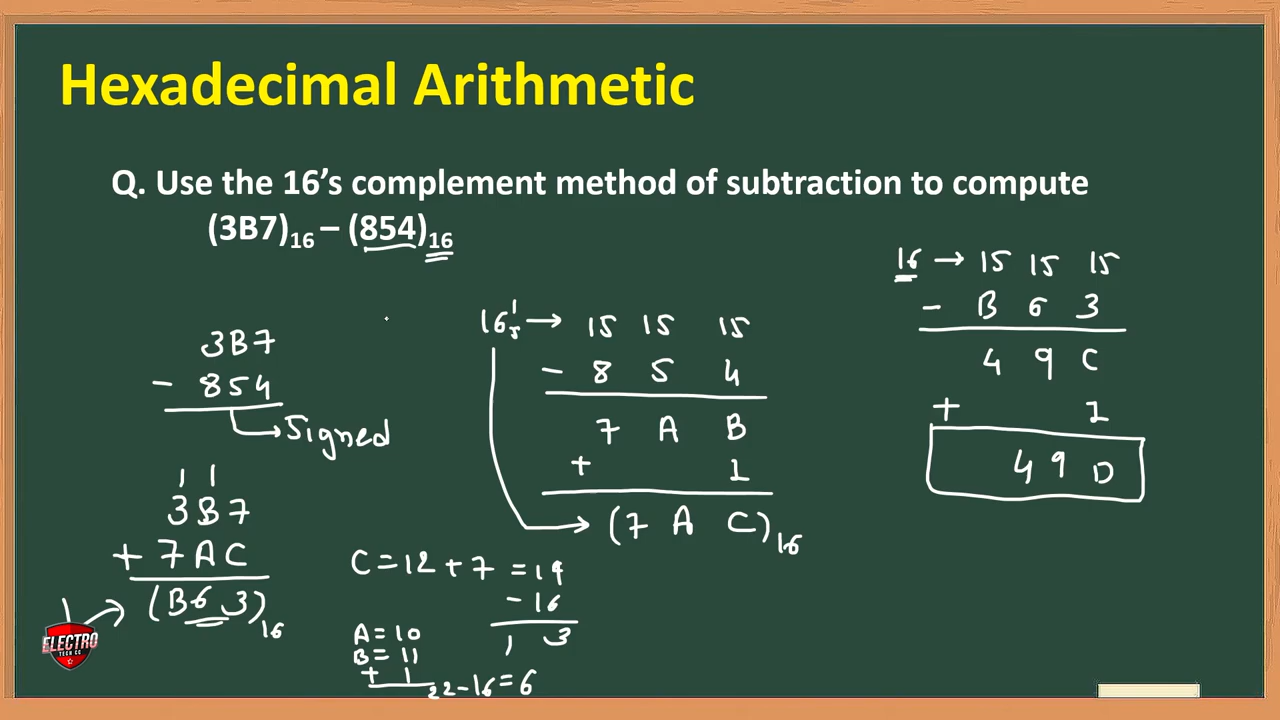 Hexadecimal Arithmetic
Q. Use the 16’s complement method of subtraction to compute
(3B7)16 – (854)16
3B7
- 854
Signed
1 1
3B7
+ 7AC
(B63)16
16's → 15 15 15
- 8 5 4
7 A B
+ 1
(7 A C)16
C = 12 + 7 = 19
- 16
1 3
A = 10
B = 11
+ 1
22 - 16 = 6
16 → 15 15 15
- B 6 3
4 9 C
+ 1
4 9 D
ELECTRO
TECH CC